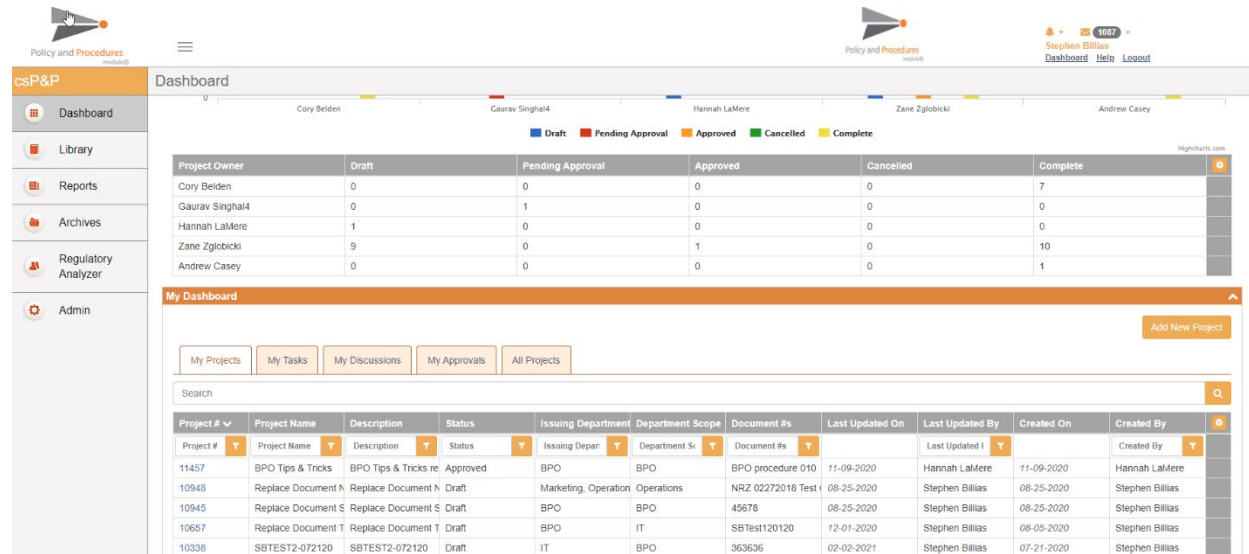 Policy and Procedures
module®
Policy and Procedures
module®
1087
Stephen Billias
Dashboard Help Logout
csP&P
Dashboard
Dashboard
Library
Reports
Archives
Regulatory
Analyzer
Admin
0
Cory Belden Gaurav Singhal4 Hannah LaMere Zane Zglobicki Andrew Casey
Draft Pending Approval Approved Cancelled Complete
Highcharts.com
Project Owner Draft Pending Approval Approved Cancelled Complete
Cory Belden 0 0 0 0 7
Gaurav Singhal4 0 1 0 0 0
Hannah LaMere 1 0 0 0 0
Zane Zglobicki 9 0 1 0 10
Andrew Casey 0 0 0 0 1
My Dashboard
Add New Project
My Projects My Tasks My Discussions My Approvals All Projects
Search
Project # Project Name Description Status Issuing Department Department Scope Document #s Last Updated On Last Updated By Created On Created By
Project # Project Name Description Status Issuing Depart Department Sc Document #s Last Updated Created By
11457 BPO Tips & Tricks BPO Tips & Tricks re Approved BPO BPO BPO procedure 010 11-09-2020 Hannah LaMere 11-09-2020 Hannah LaMere
10948 Replace Document N Replace Document N Draft Marketing, Operation Operations NRZ 02272018 Test 08-25-2020 Stephen Billias 08-25-2020 Stephen Billias
10945 Replace Document S Replace Document S Draft BPO BPO 45678 08-25-2020 Stephen Billias 08-25-2020 Stephen Billias
10657 Replace Document T Replace Document T Draft BPO IT SBTest120120 12-01-2020 Stephen Billias 08-05-2020 Stephen Billias
10338 SBTEST2-072120 SBTEST2-072120 Draft IT BPO 363636 02-02-2021 Stephen Billias 07-21-2020 Stephen Billias